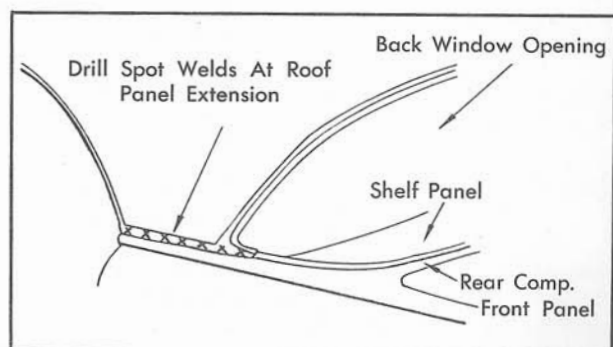 Back Window Opening
Drill Spot Welds At Roof
Panel Extension
Shelf Panel
Rear Comp.
Front Panel